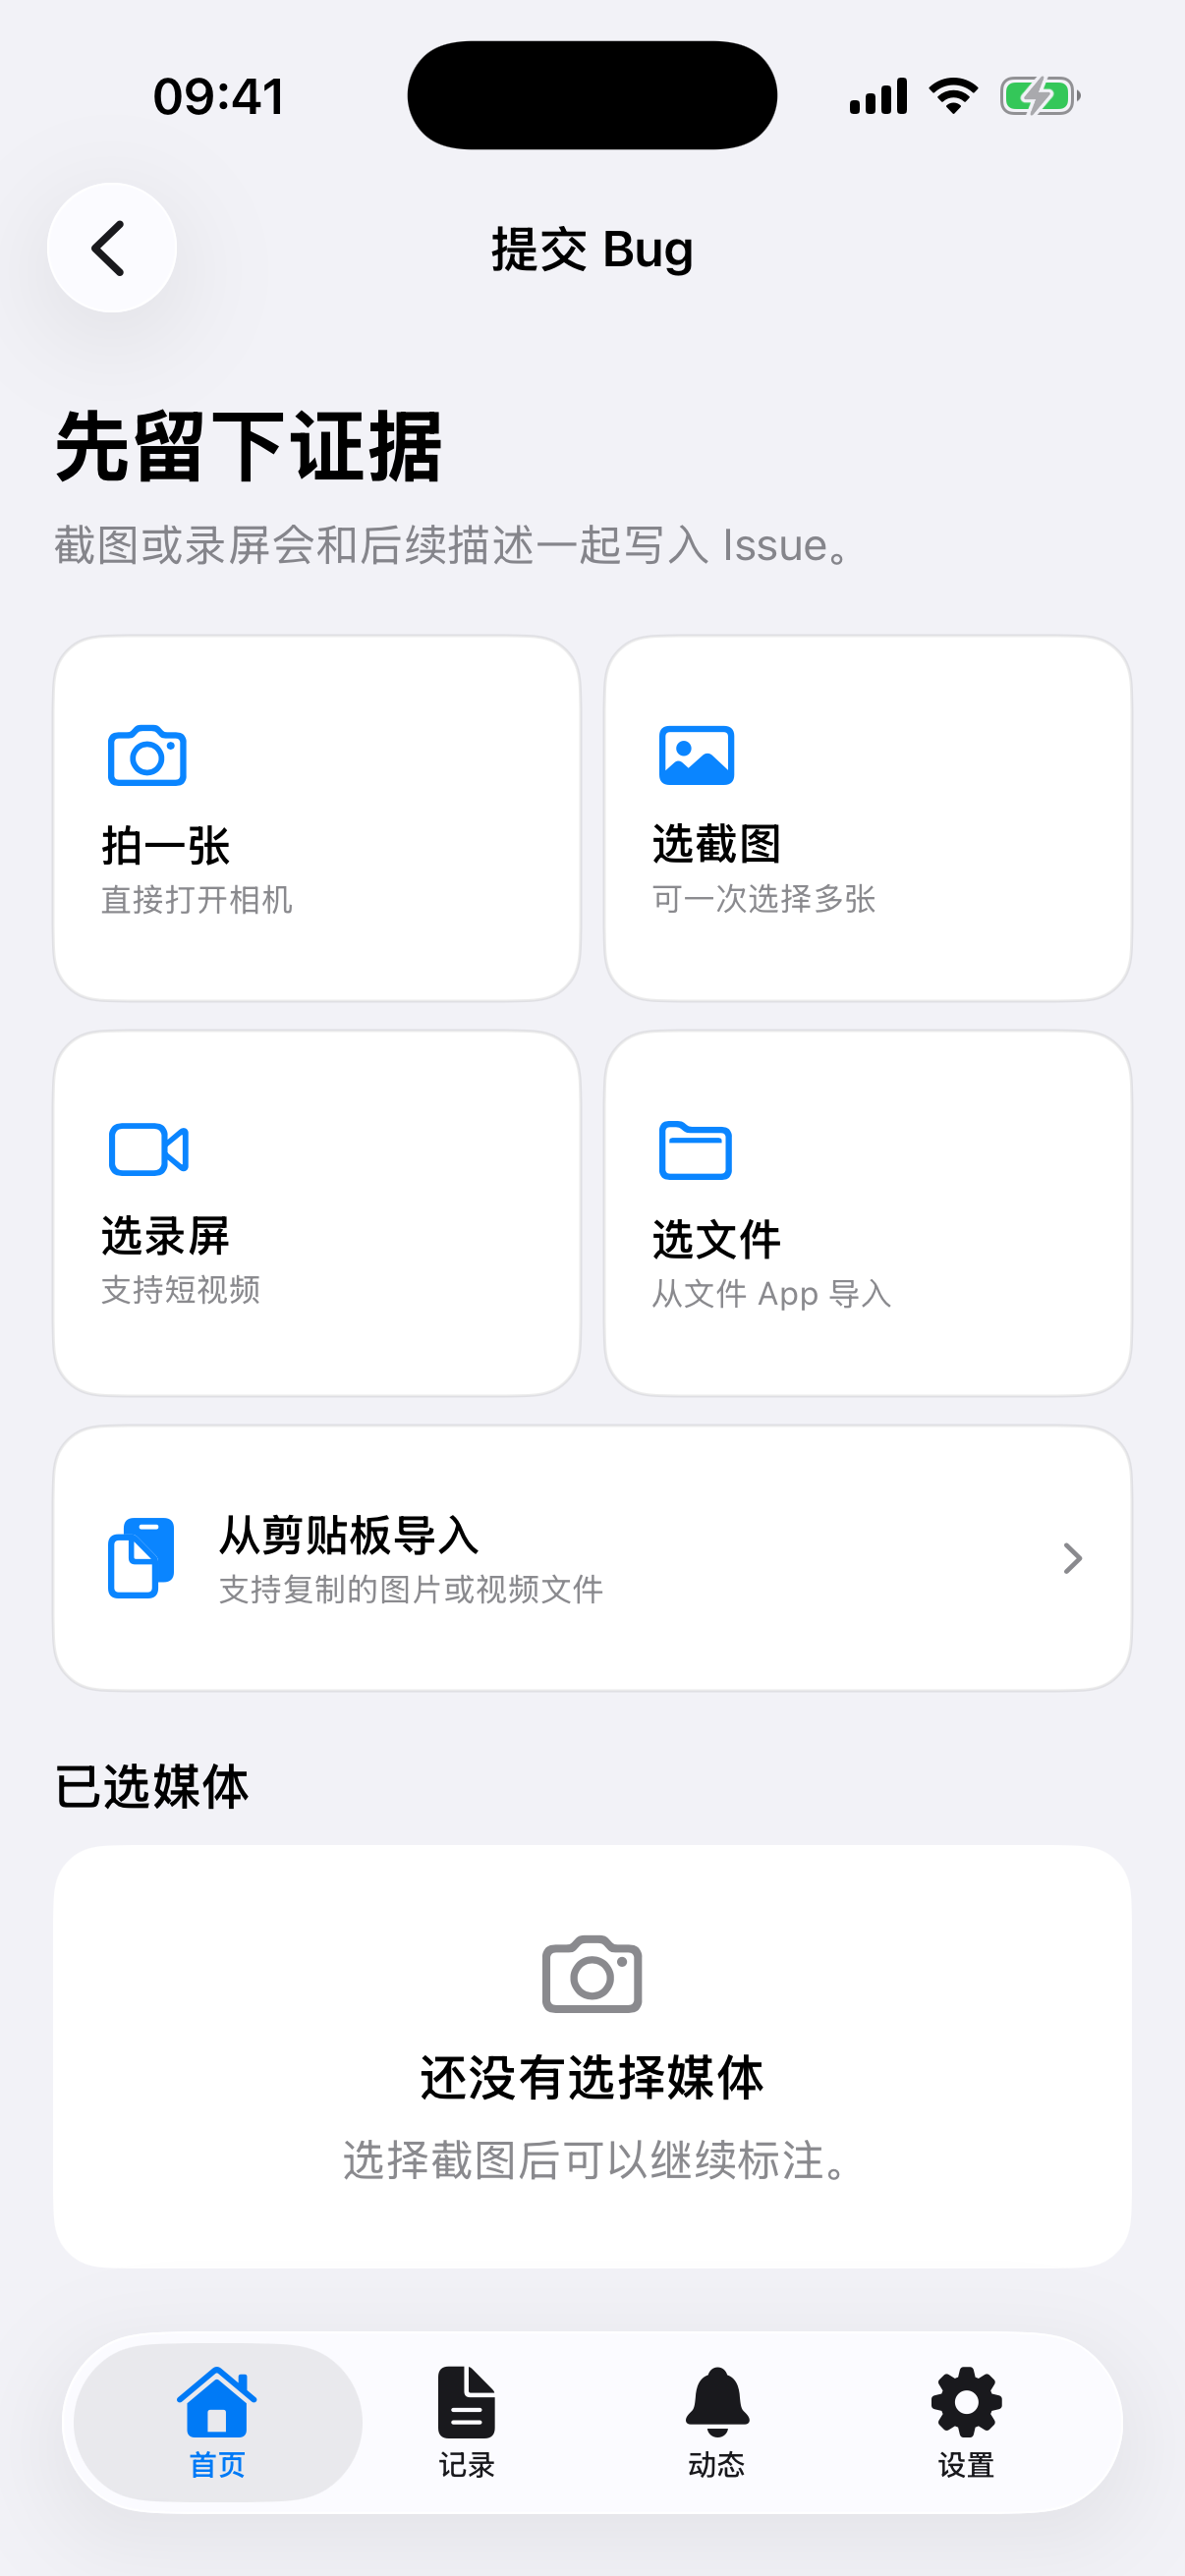 09:41
提交 Bug
先留下证据
截图或录屏会和后续描述一起写入 Issue。
拍一张
直接打开相机
选截图
可一次选择多张
选录屏
支持短视频
选文件
从文件 App 导入
从剪贴板导入
支持复制的图片或视频文件
已选媒体
还没有选择媒体
选择截图后可以继续标注。
首页
记录
动态
设置